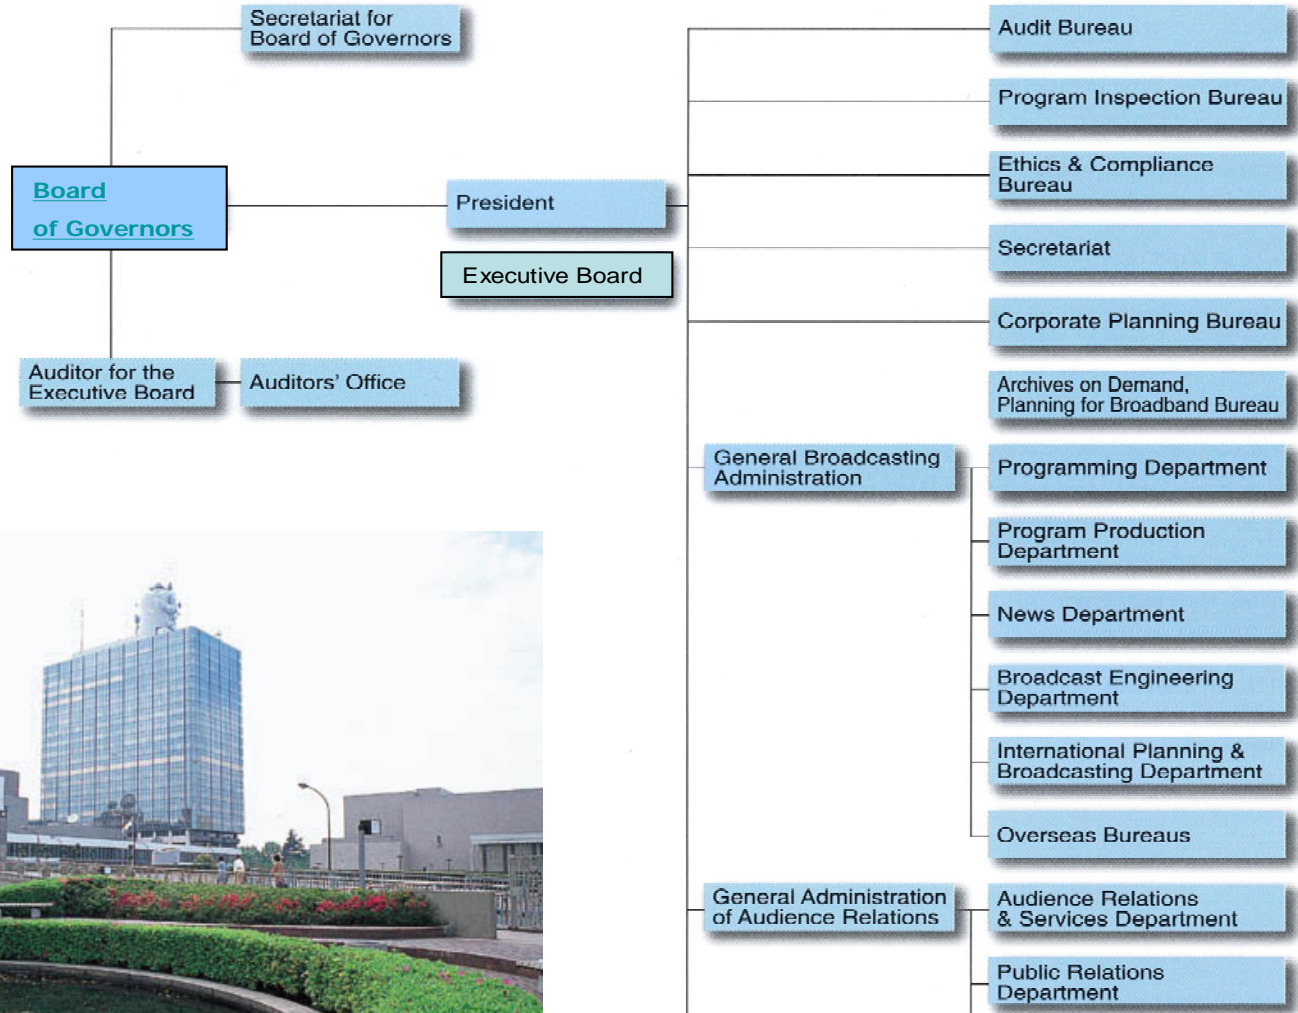 Secretariat for
Board of Governors
Board
of Governors
President
Executive Board
Auditor for the
Executive Board
Auditors' Office
Audit Bureau
Program Inspection Bureau
Ethics & Compliance
Bureau
Secretariat
Corporate Planning Bureau
Archives on Demand,
Planning for Broadband Bureau
General Broadcasting
Administration
Programming Department
Program Production
Department
News Department
Broadcast Engineering
Department
International Planning &
Broadcasting Department
Overseas Bureaus
General Administration
of Audience Relations
Audience Relations
& Services Department
Public Relations
Department